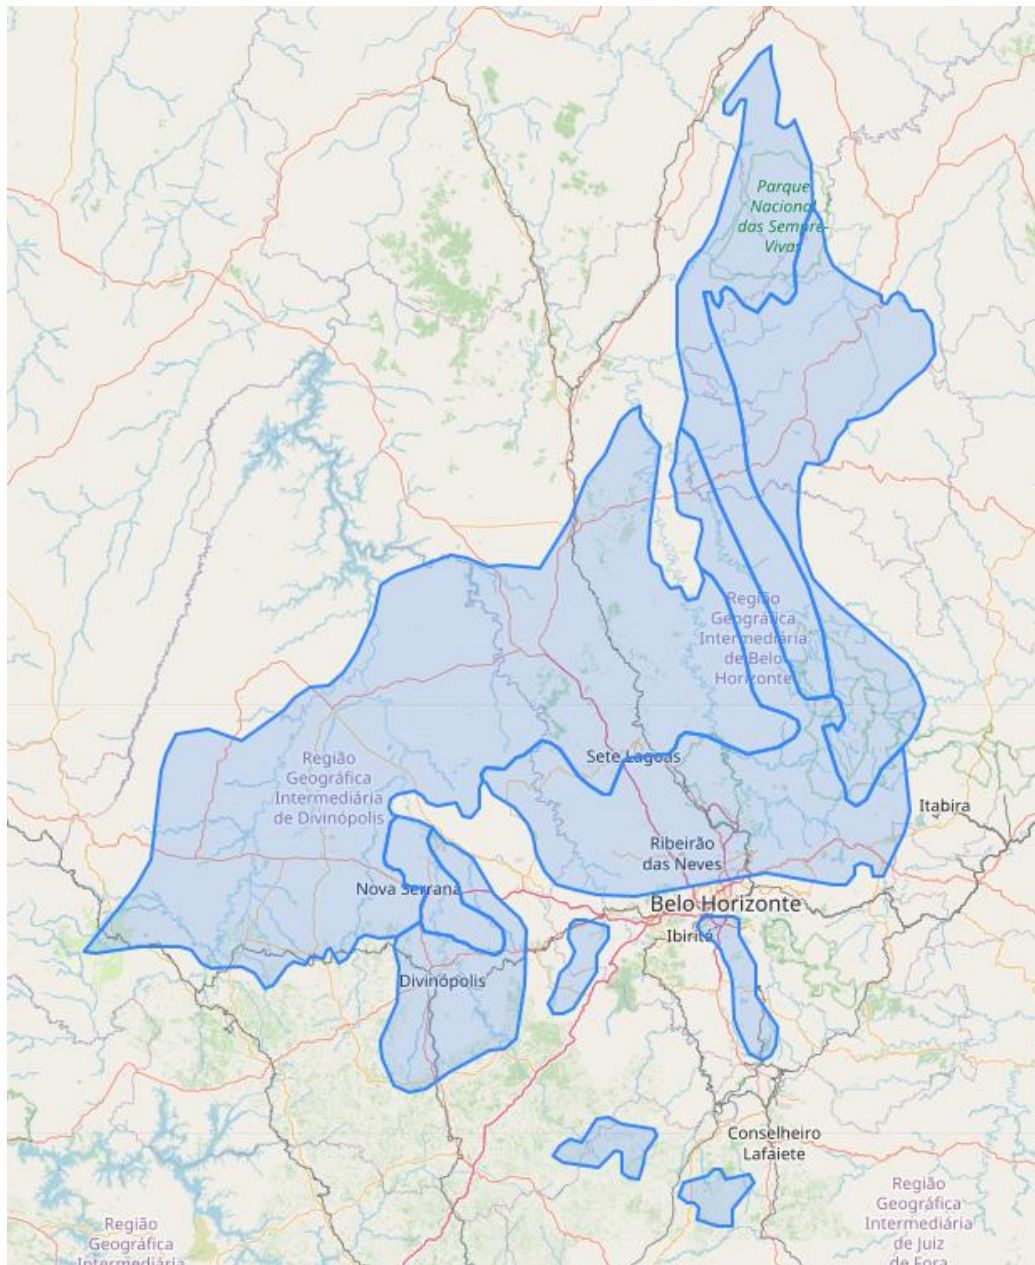 Parque
Nacional
das Sempre-
Vivas
Região
Geográfica
Intermediária
de Belo
Horizonte
Sete Lagoas
Região
Geográfica
Intermediária
de Divinópolis
Itabira
Ribeirão
das Neves
Nova Serrana
Belo Horizonte
Ibirité
Divinópolis
Conselheiro
Lafaiete
Região
Geográfica
Intermediária
de Juiz
de Fora
Região
Geográfica
Intermediária